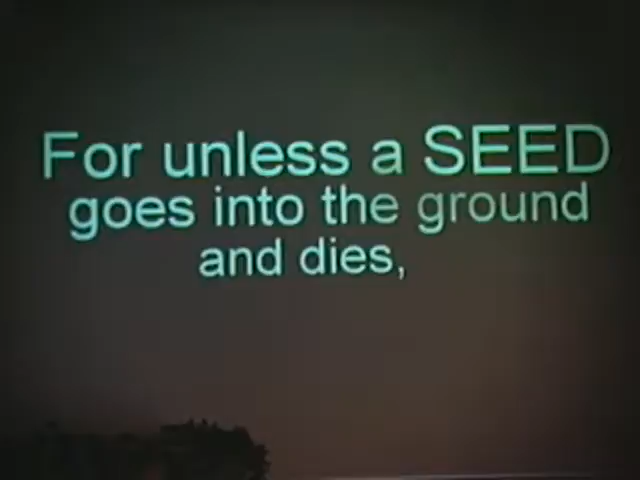 For unless a SEED
goes into the ground
and dies,